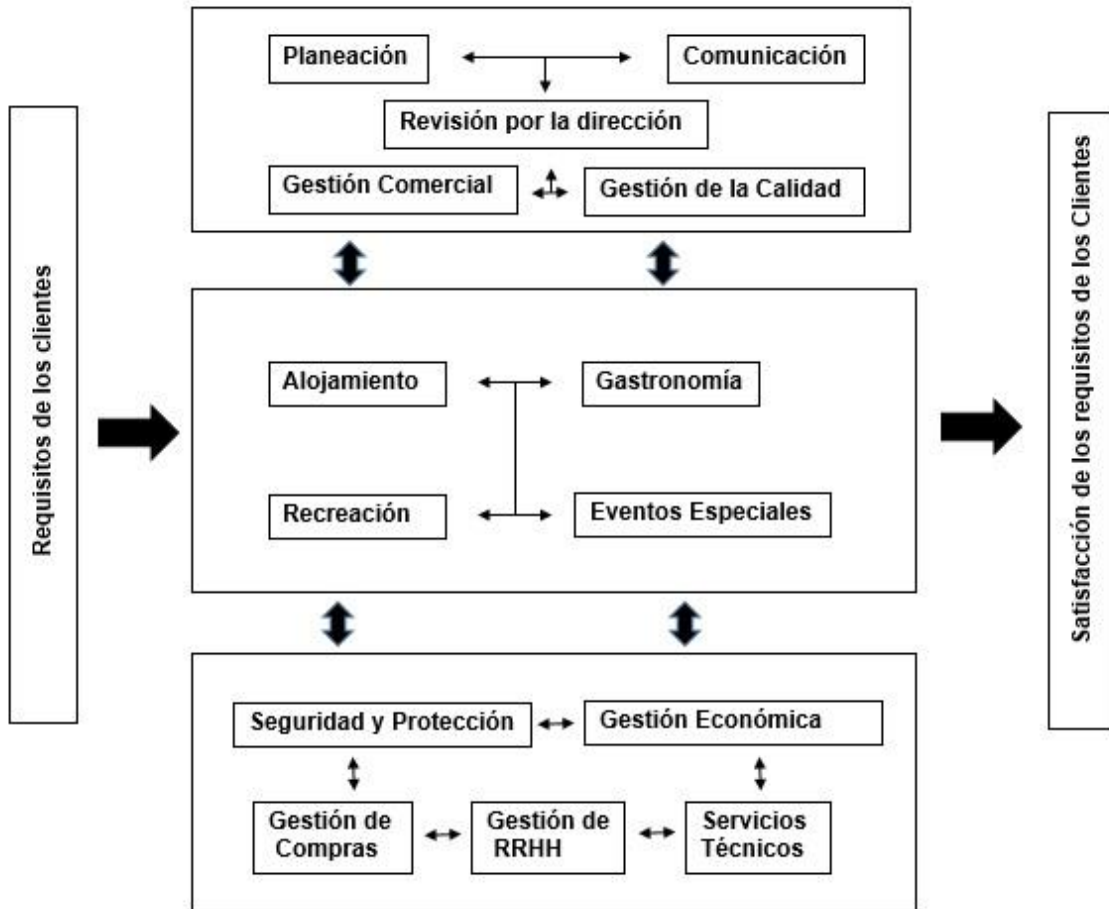 Planeación
Comunicación
Revisión por la dirección
Gestión Comercial
Gestión de la Calidad
Requisitos de los clientes
Alojamiento
Gastronomía
Recreación
Eventos Especiales
Satisfacción de los requisitos de los Clientes
Seguridad y Protección
Gestión Económica
Gestión de
Compras
Gestión de
RRHH
Servicios
Técnicos